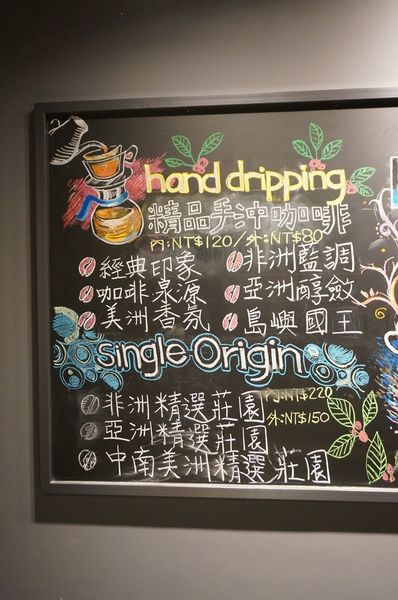 hand dripping
精品手沖咖啡
內:NT$120/外:NT$80
經典印象 非洲藍調
咖啡泉源 亞洲醇斂
美洲香氛 島嶼國王
Single Origin
非洲精選莊園 內:NT$220
外:NT$150
亞洲精選莊園
中南美洲精選莊園